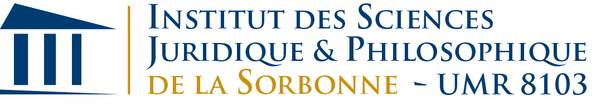 Institut des Sciences
Juridique & Philosophique
de la Sorbonne - UMR 8103